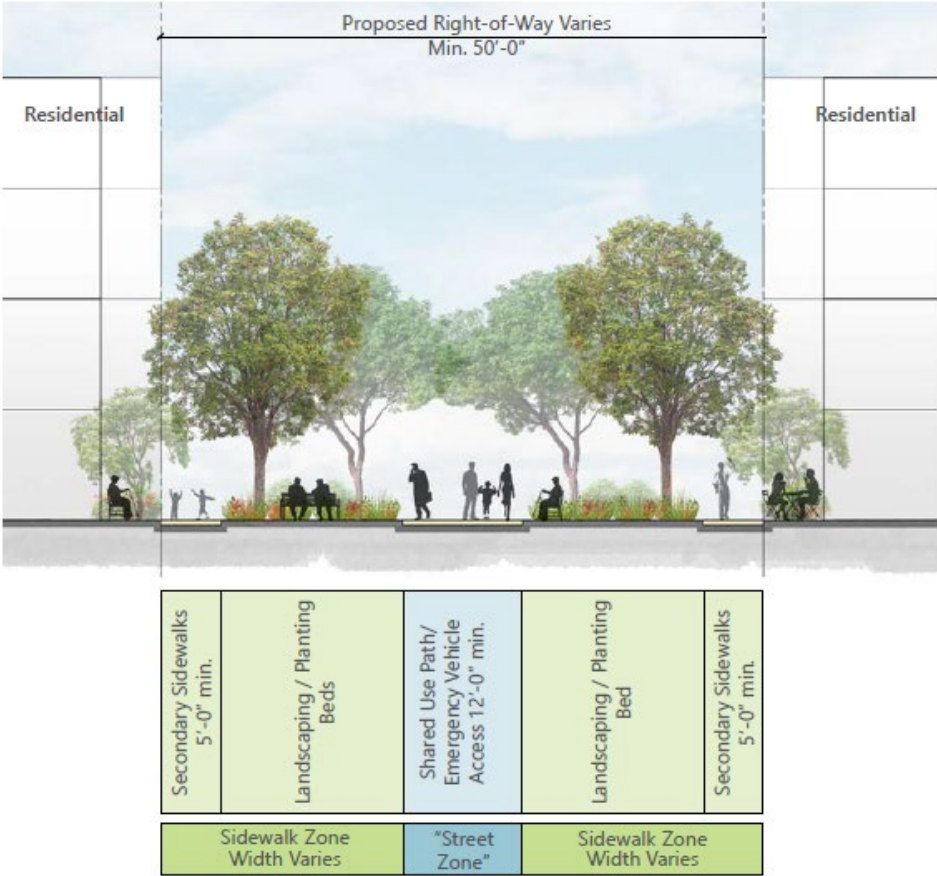 Proposed Right-of-Way Varies
Min. 50’-0”
Residential
Residential
Secondary Sidewalks
5’-0” min.
Landscaping / Planting
Beds
Shared Use Path/
Emergency Vehicle
Access 12’-0” min.
Landscaping / Planting
Bed
Secondary Sidewalks
5’-0” min.
Sidewalk Zone
Width Varies
"Street
Zone"
Sidewalk Zone
Width Varies